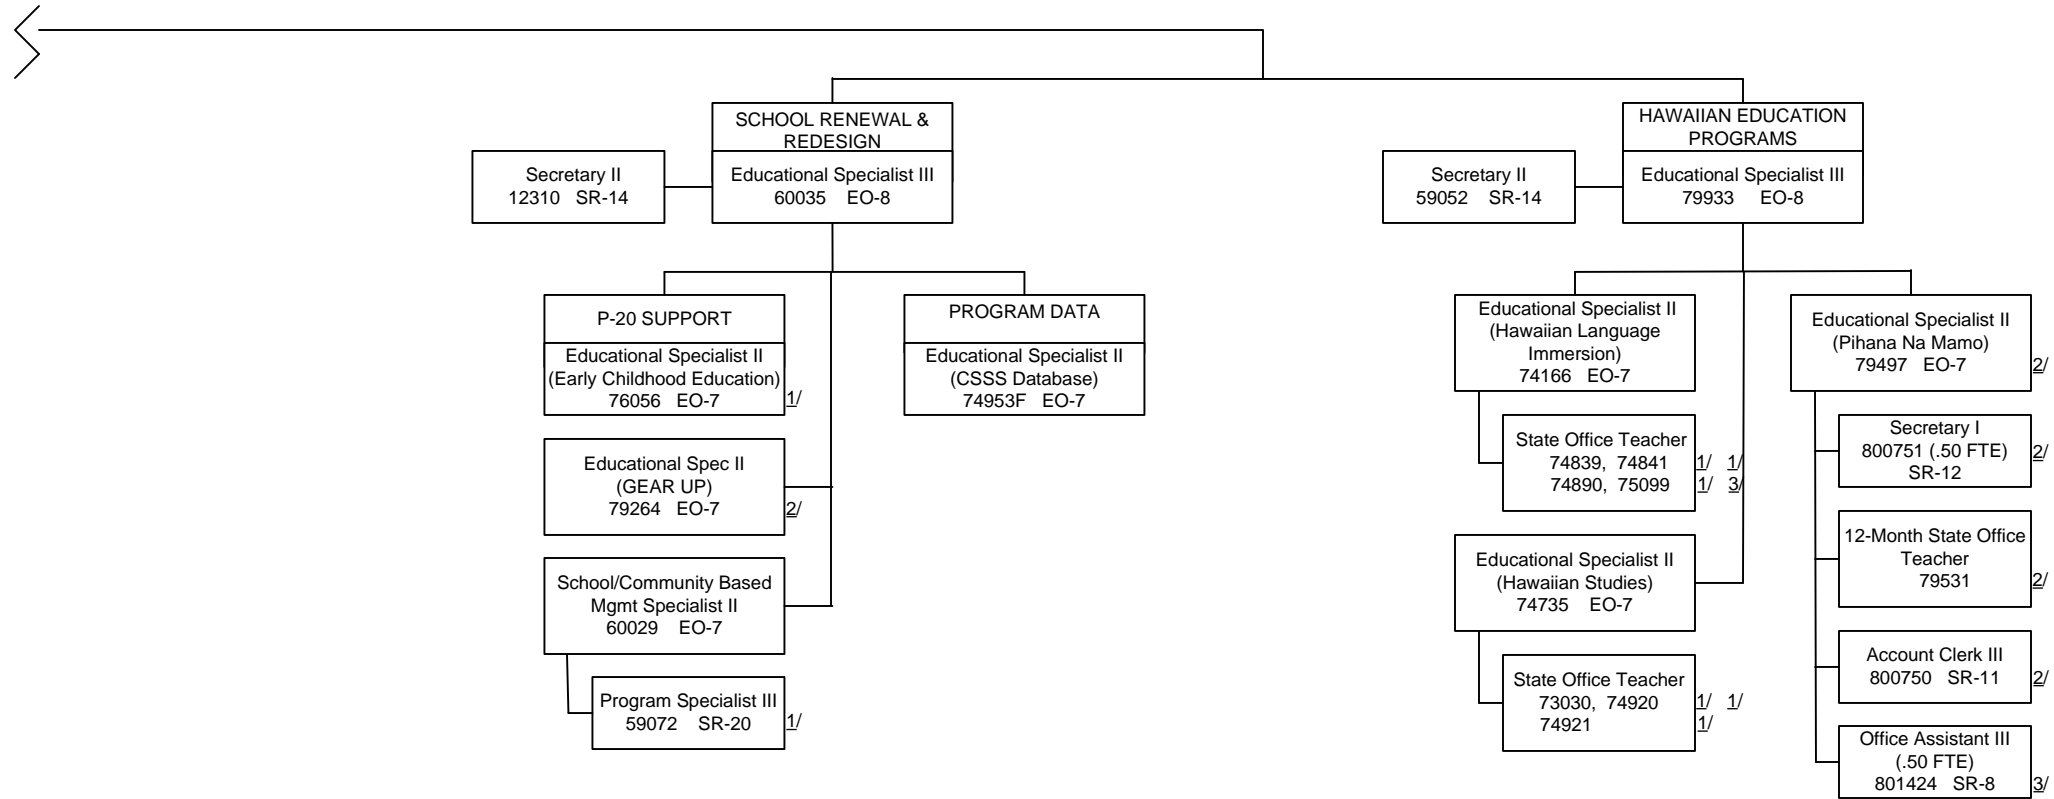 SCHOOL RENEWAL &
REDESIGN
Educational Specialist III
60035 EO-8
Secretary II
12310 SR-14
P-20 SUPPORT
Educational Specialist II
(Early Childhood Education)
76056 EO-7 1/
PROGRAM DATA
Educational Specialist II
(CSSS Database)
74953F EO-7
Educational Spec II
(GEAR UP)
79264 EO-7 2/
School/Community Based
Mgmt Specialist II
60029 EO-7
Program Specialist III
59072 SR-20 1/
HAWAIIAN EDUCATION
PROGRAMS
Educational Specialist III
79933 EO-8
Secretary II
59052 SR-14
Educational Specialist II
(Hawaiian Language
Immersion)
74166 EO-7
State Office Teacher
74839, 74841 1/ 1/
74890, 75099 1/ 3/
Educational Specialist II
(Hawaiian Studies)
74735 EO-7
State Office Teacher
73030, 74920 1/ 1/
74921 1/
Educational Specialist II
(Pihana Na Mamo)
79497 EO-7 2/
Secretary I
800751 (.50 FTE) 2/
SR-12
12-Month State Office
Teacher
79531 2/
Account Clerk III
800750 SR-11 2/
Office Assistant III
(.50 FTE)
801424 SR-8 3/